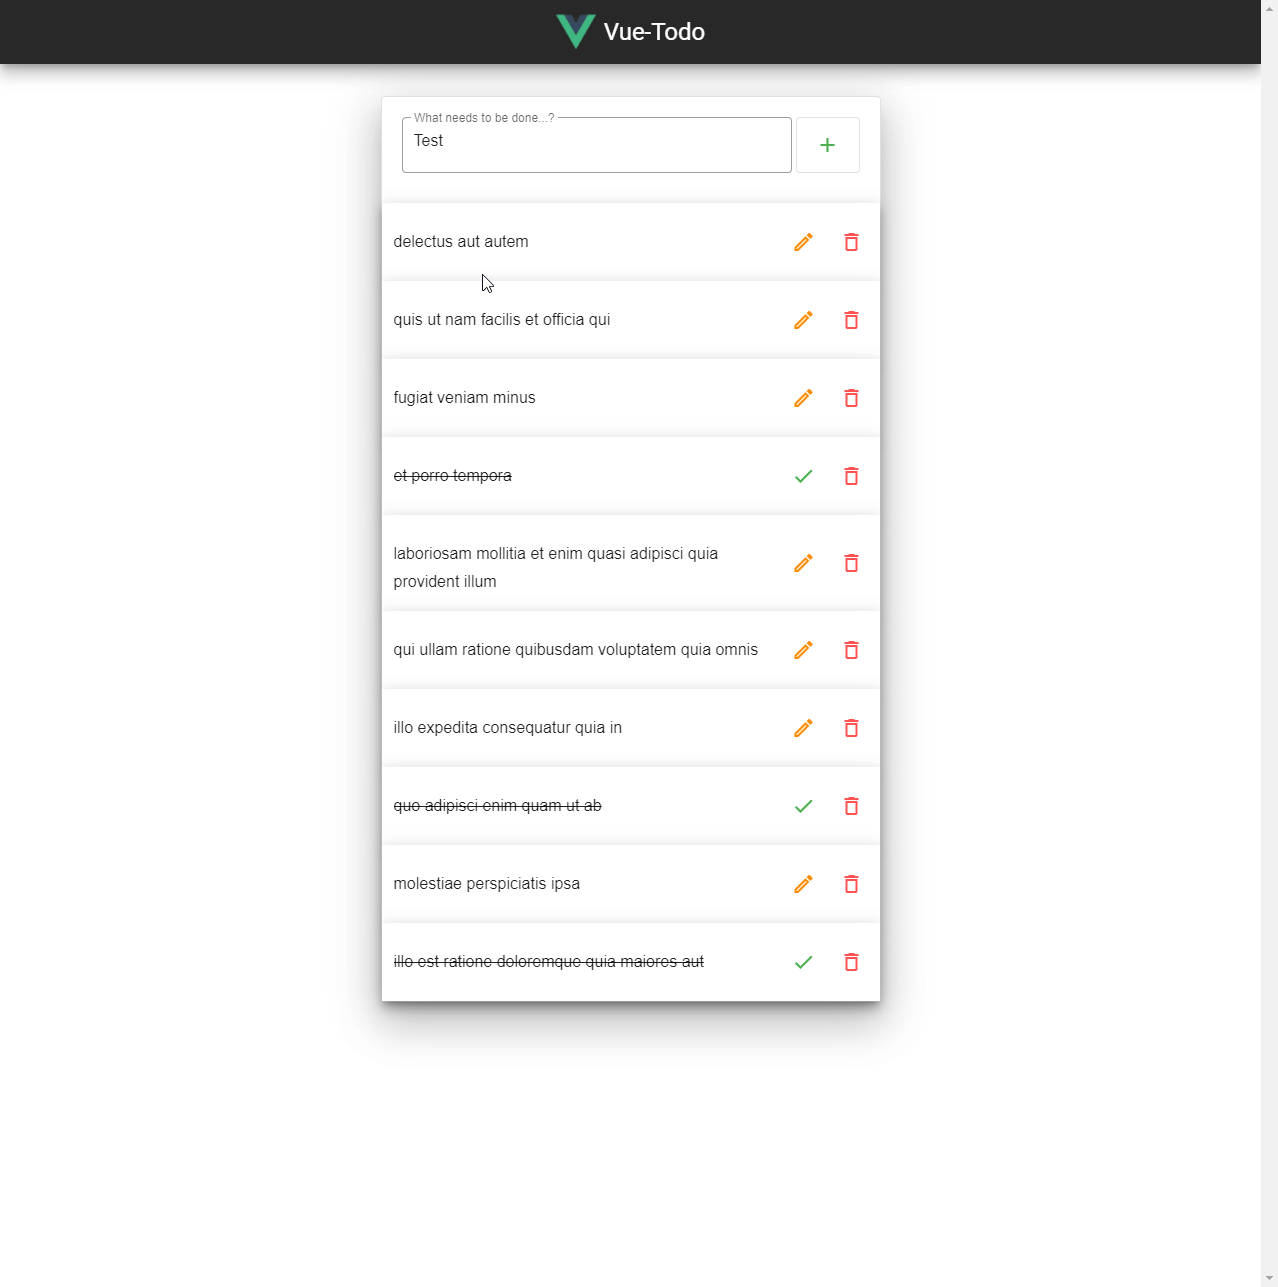 Vue-Todo
What needs to be done...?
Test
delectus aut autem
quis ut nam facilis et officia qui
fugiat veniam minus
et porro tempora
laboriosam mollitia et enim quasi adipisci quia
provident illum
qui ullam ratione quibusdam voluptatem quia omnis
illo expedita consequatur quia in
quo adipisci enim quam ut ab
molestiae perspiciatis ipsa
illo est ratione doloremque quia maiores aut